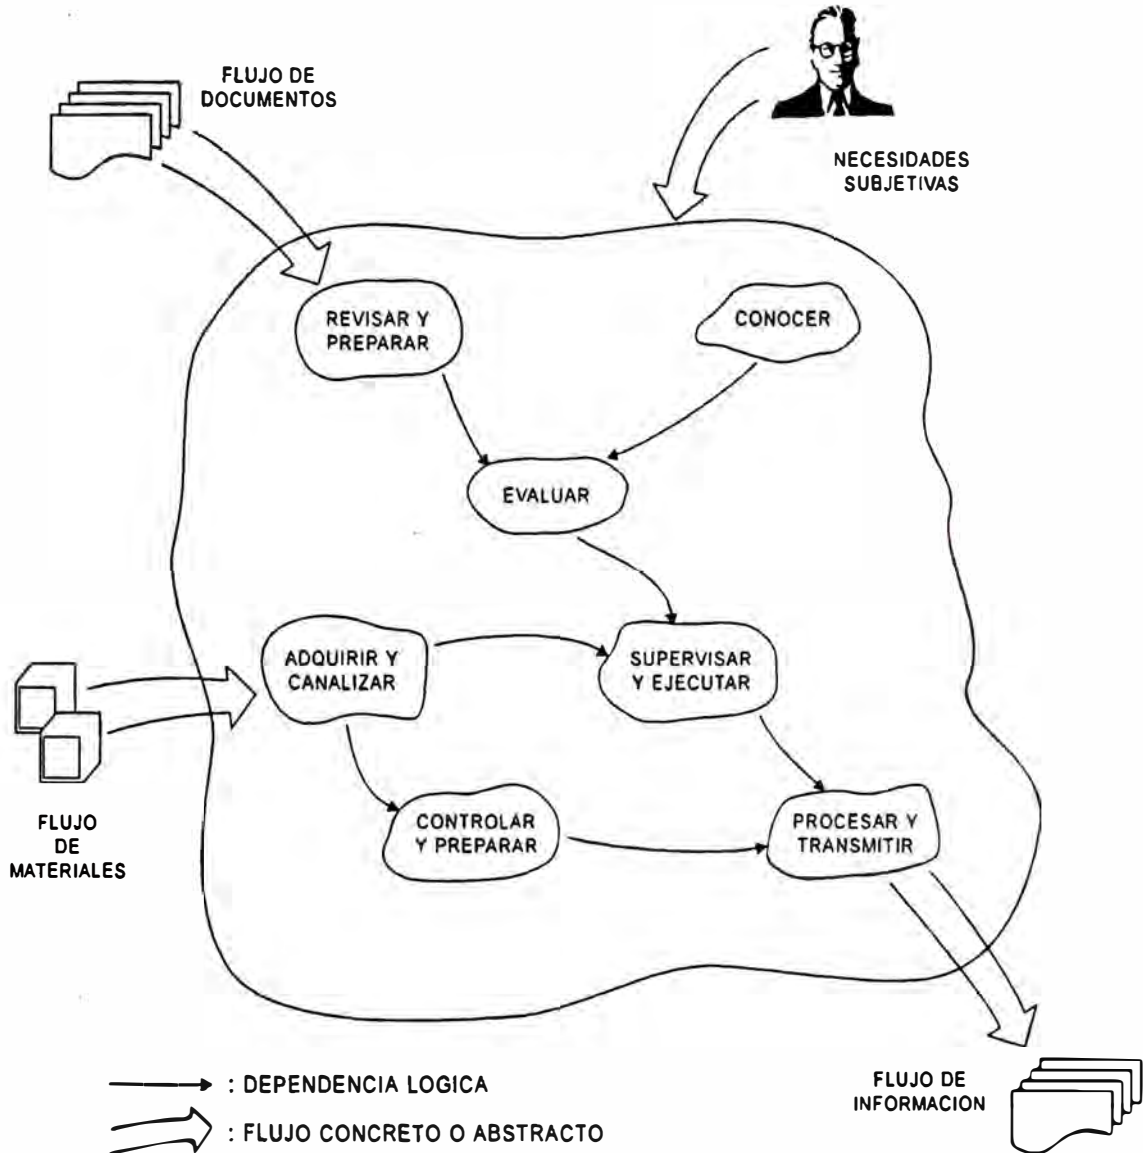 FLUJO DE
DOCUMENTOS
NECESIDADES
SUBJETIVAS
REVISAR Y
PREPARAR
CONOCER
EVALUAR
ADQUIRIR Y
CANALIZAR
SUPERVISAR
Y EJECUTAR
FLUJO
DE
MATERIALES
CONTROLAR
Y PREPARAR
PROCESAR Y
TRANSMITIR
: DEPENDENCIA LOGICA
: FLUJO CONCRETO O ABSTRACTO
FLUJO DE
INFORMACION